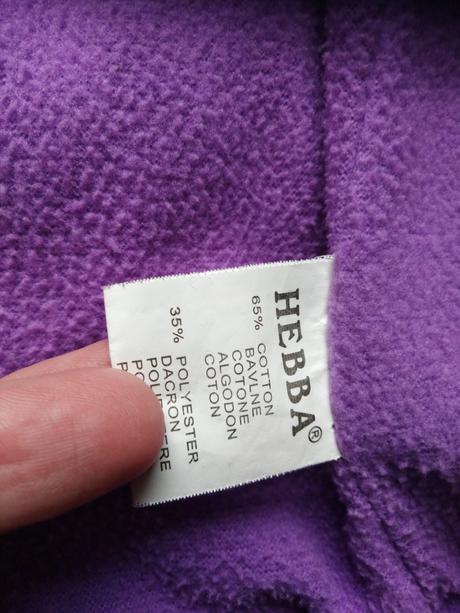 HEBBA®
65% COTTON
BAVLNE
COTONE
ALGODON
COTON
35% POLYESTER
DACRON